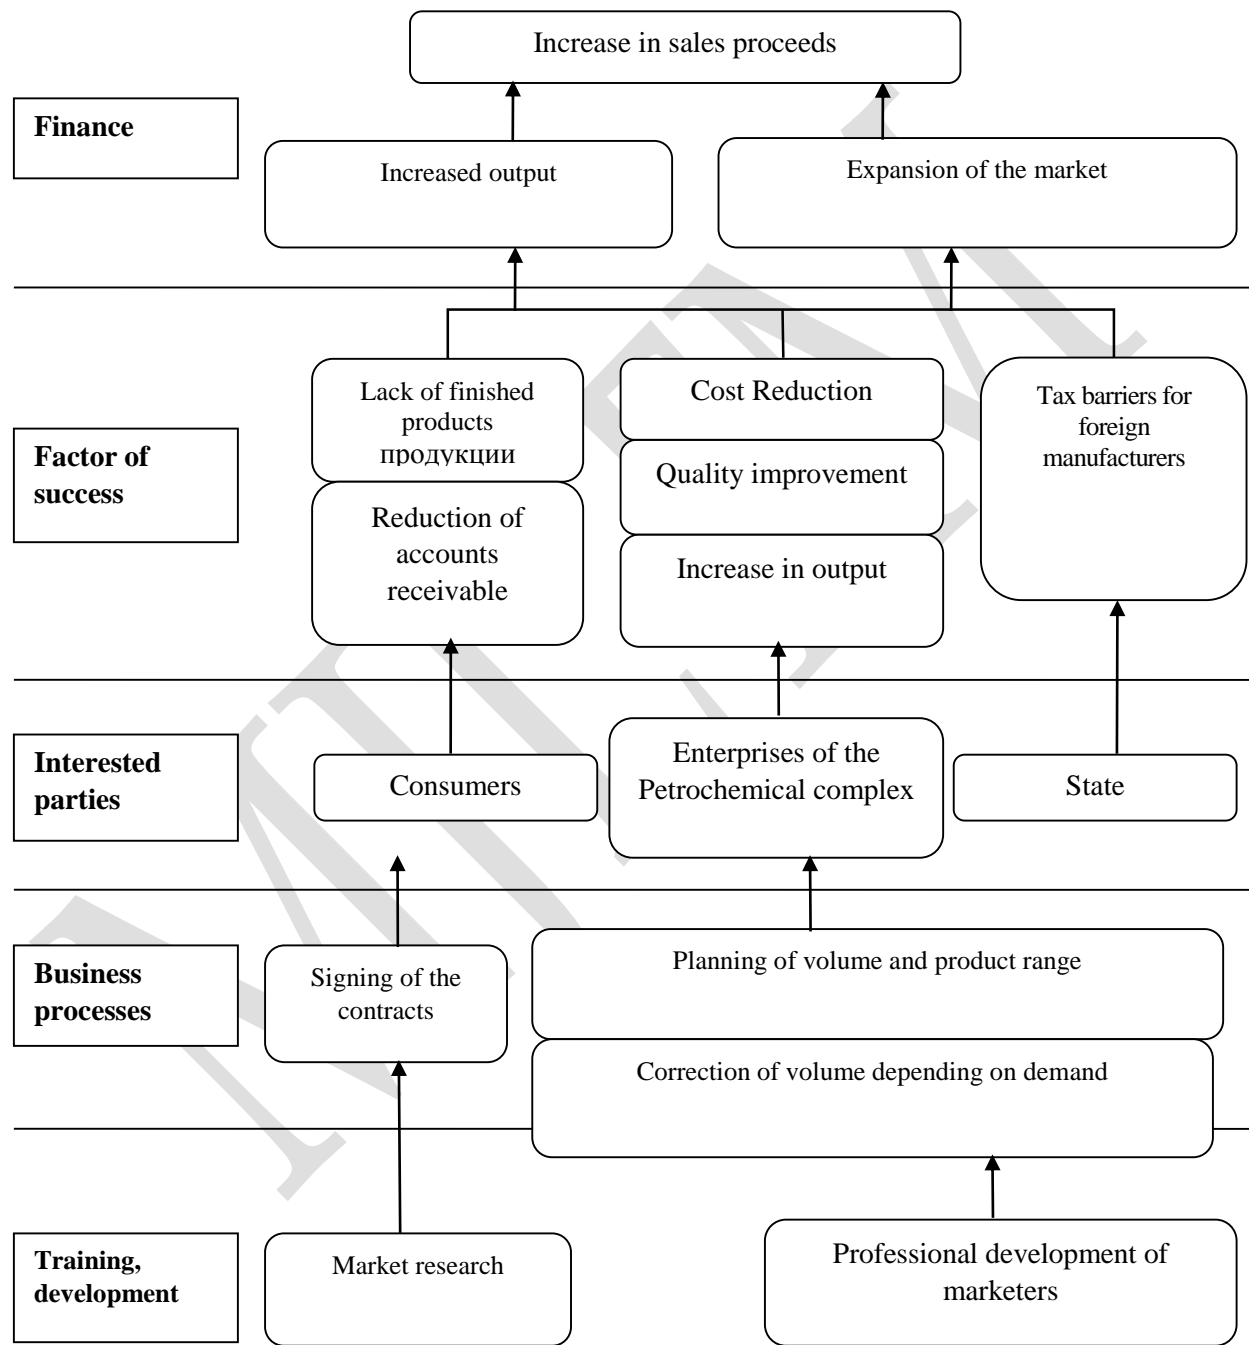 Increase in sales proceeds
Finance
Increased output
Expansion of the market
Factor of
success
Lack of finished
products
продукции
Reduction of
accounts
receivable
Cost Reduction
Quality improvement
Increase in output
Tax barriers for
foreign
manufacturers
Interested
parties
Consumers
Enterprises of the
Petrochemical complex
State
Business
processes
Signing of the
contracts
Planning of volume and product range
Correction of volume depending on demand
Training,
development
Market research
Professional development of
marketers